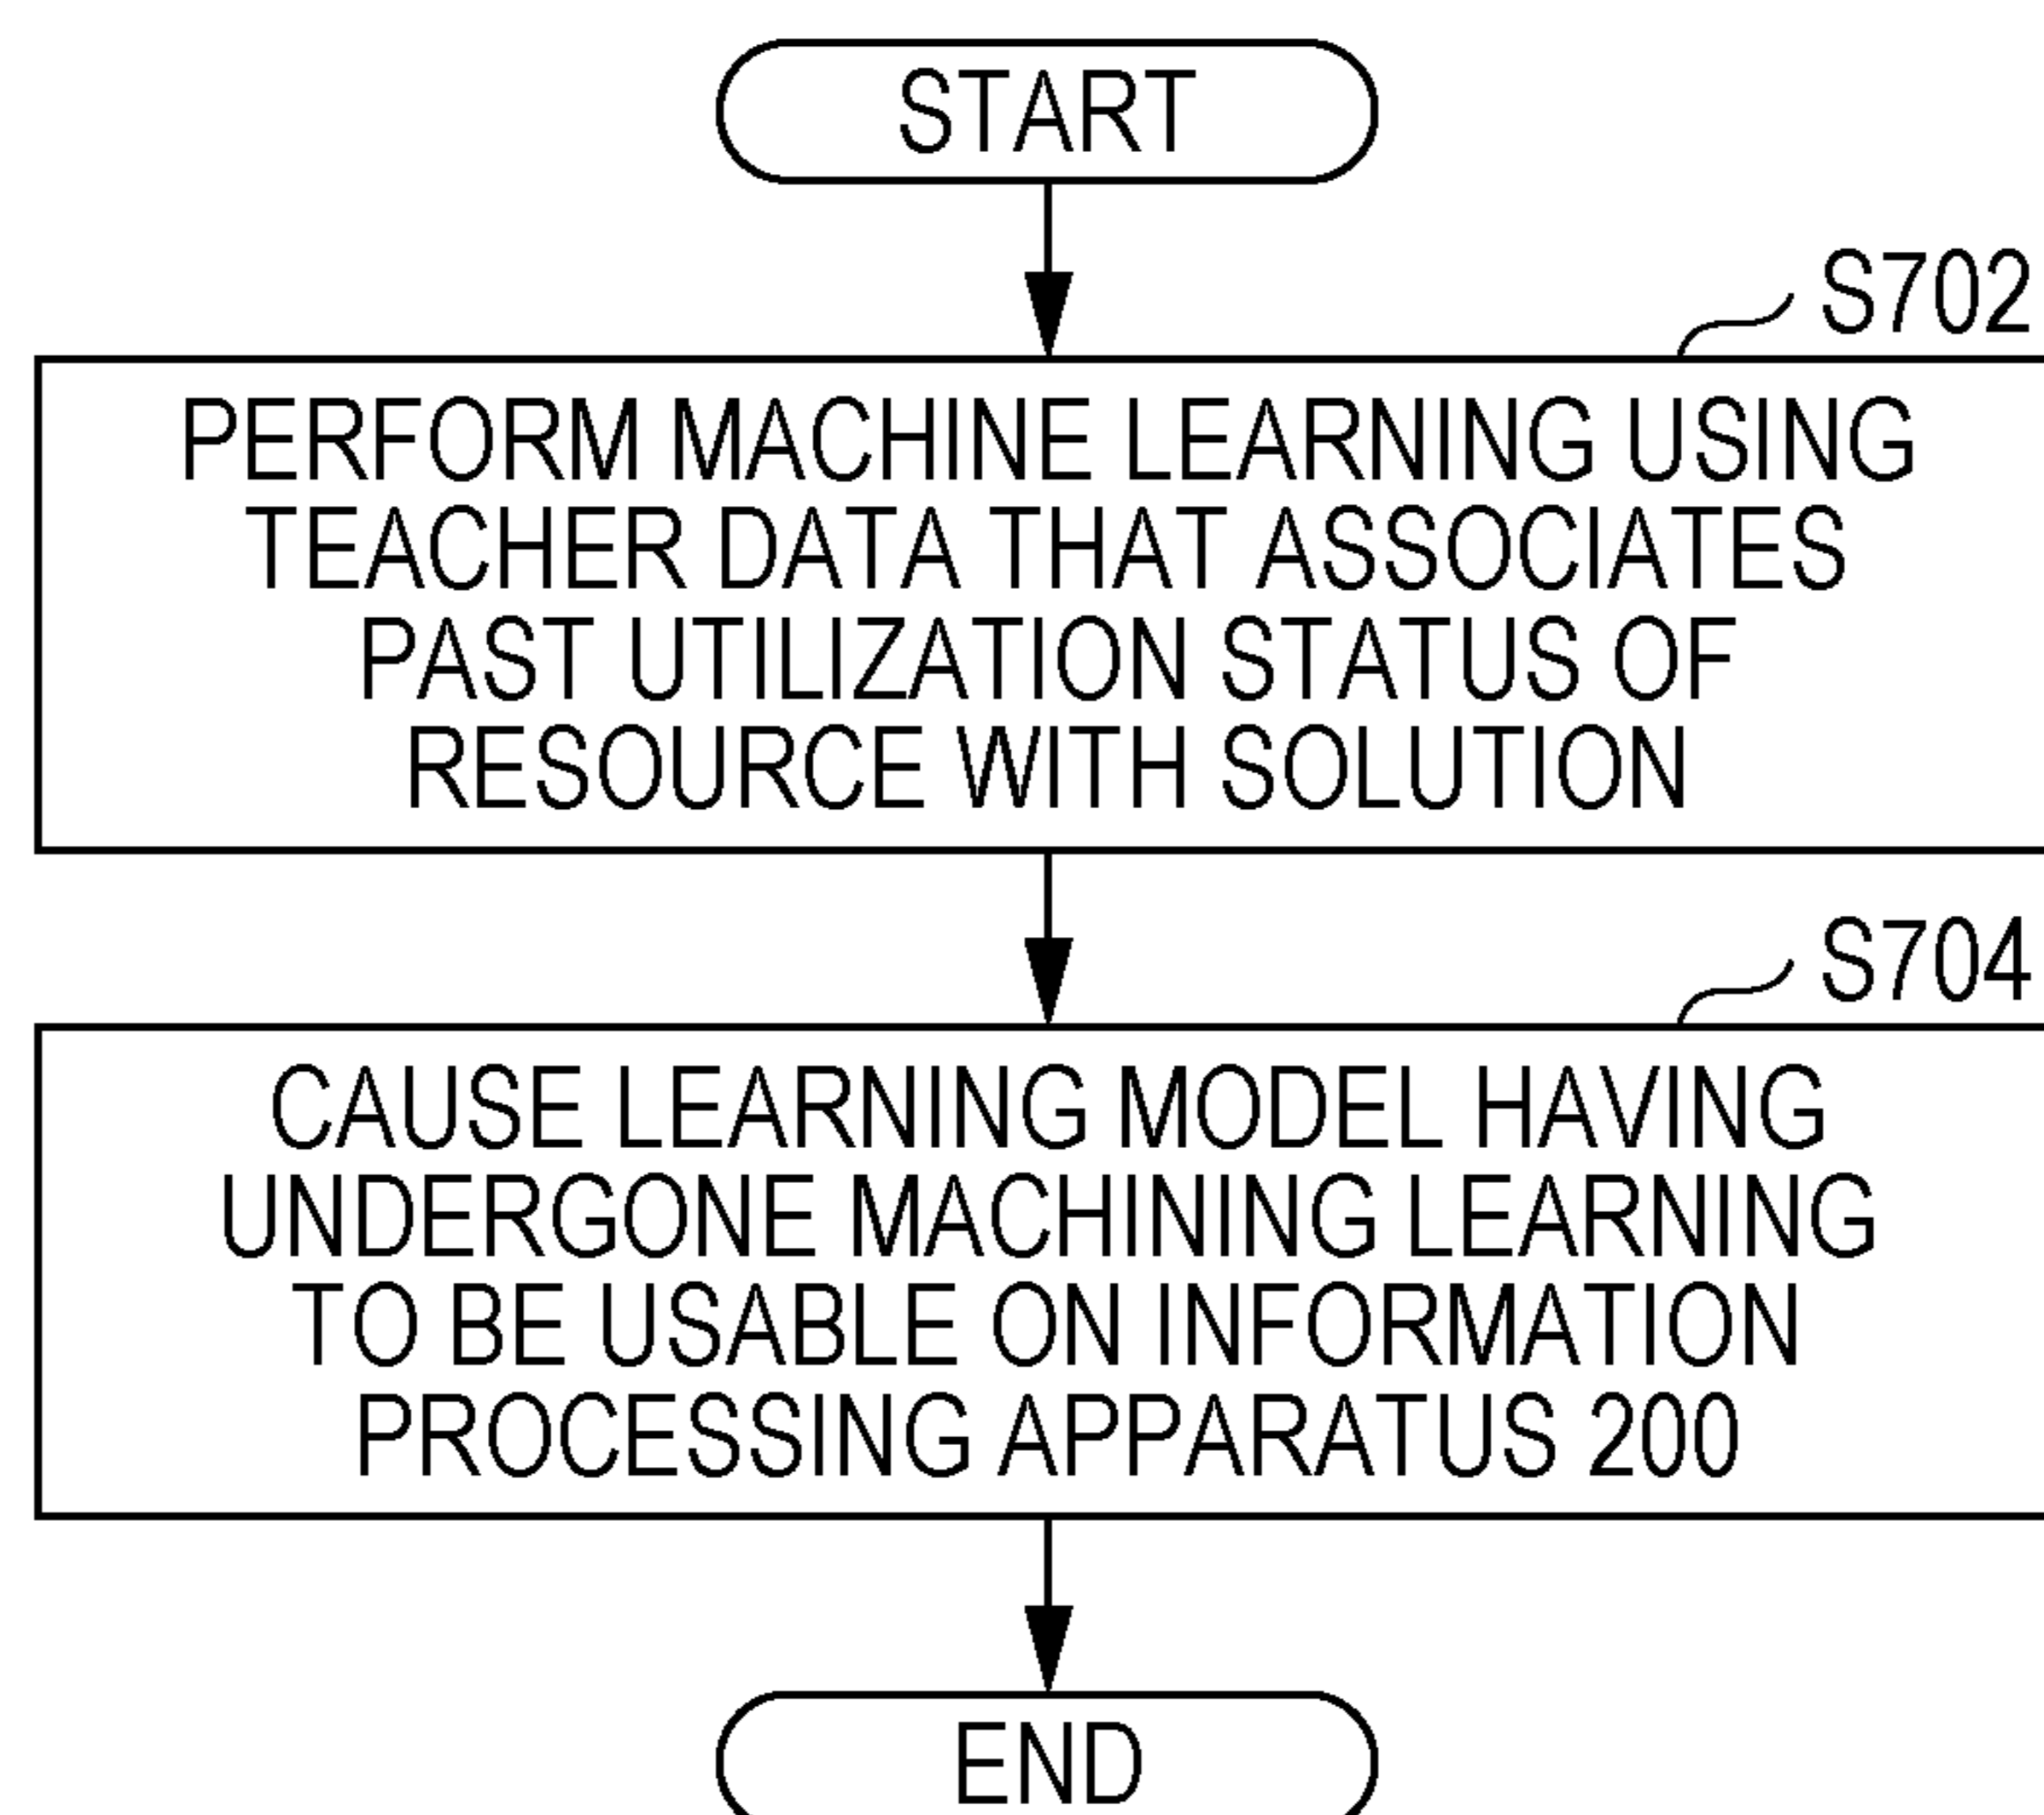 START
S702
PERFORM MACHINE LEARNING USING
TEACHER DATA THAT ASSOCIATES
PAST UTILIZATION STATUS OF
RESOURCE WITH SOLUTION
S704
CAUSE LEARNING MODEL HAVING
UNDERGONE MACHINING LEARNING
TO BE USABLE ON INFORMATION
PROCESSING APPARATUS 200
END